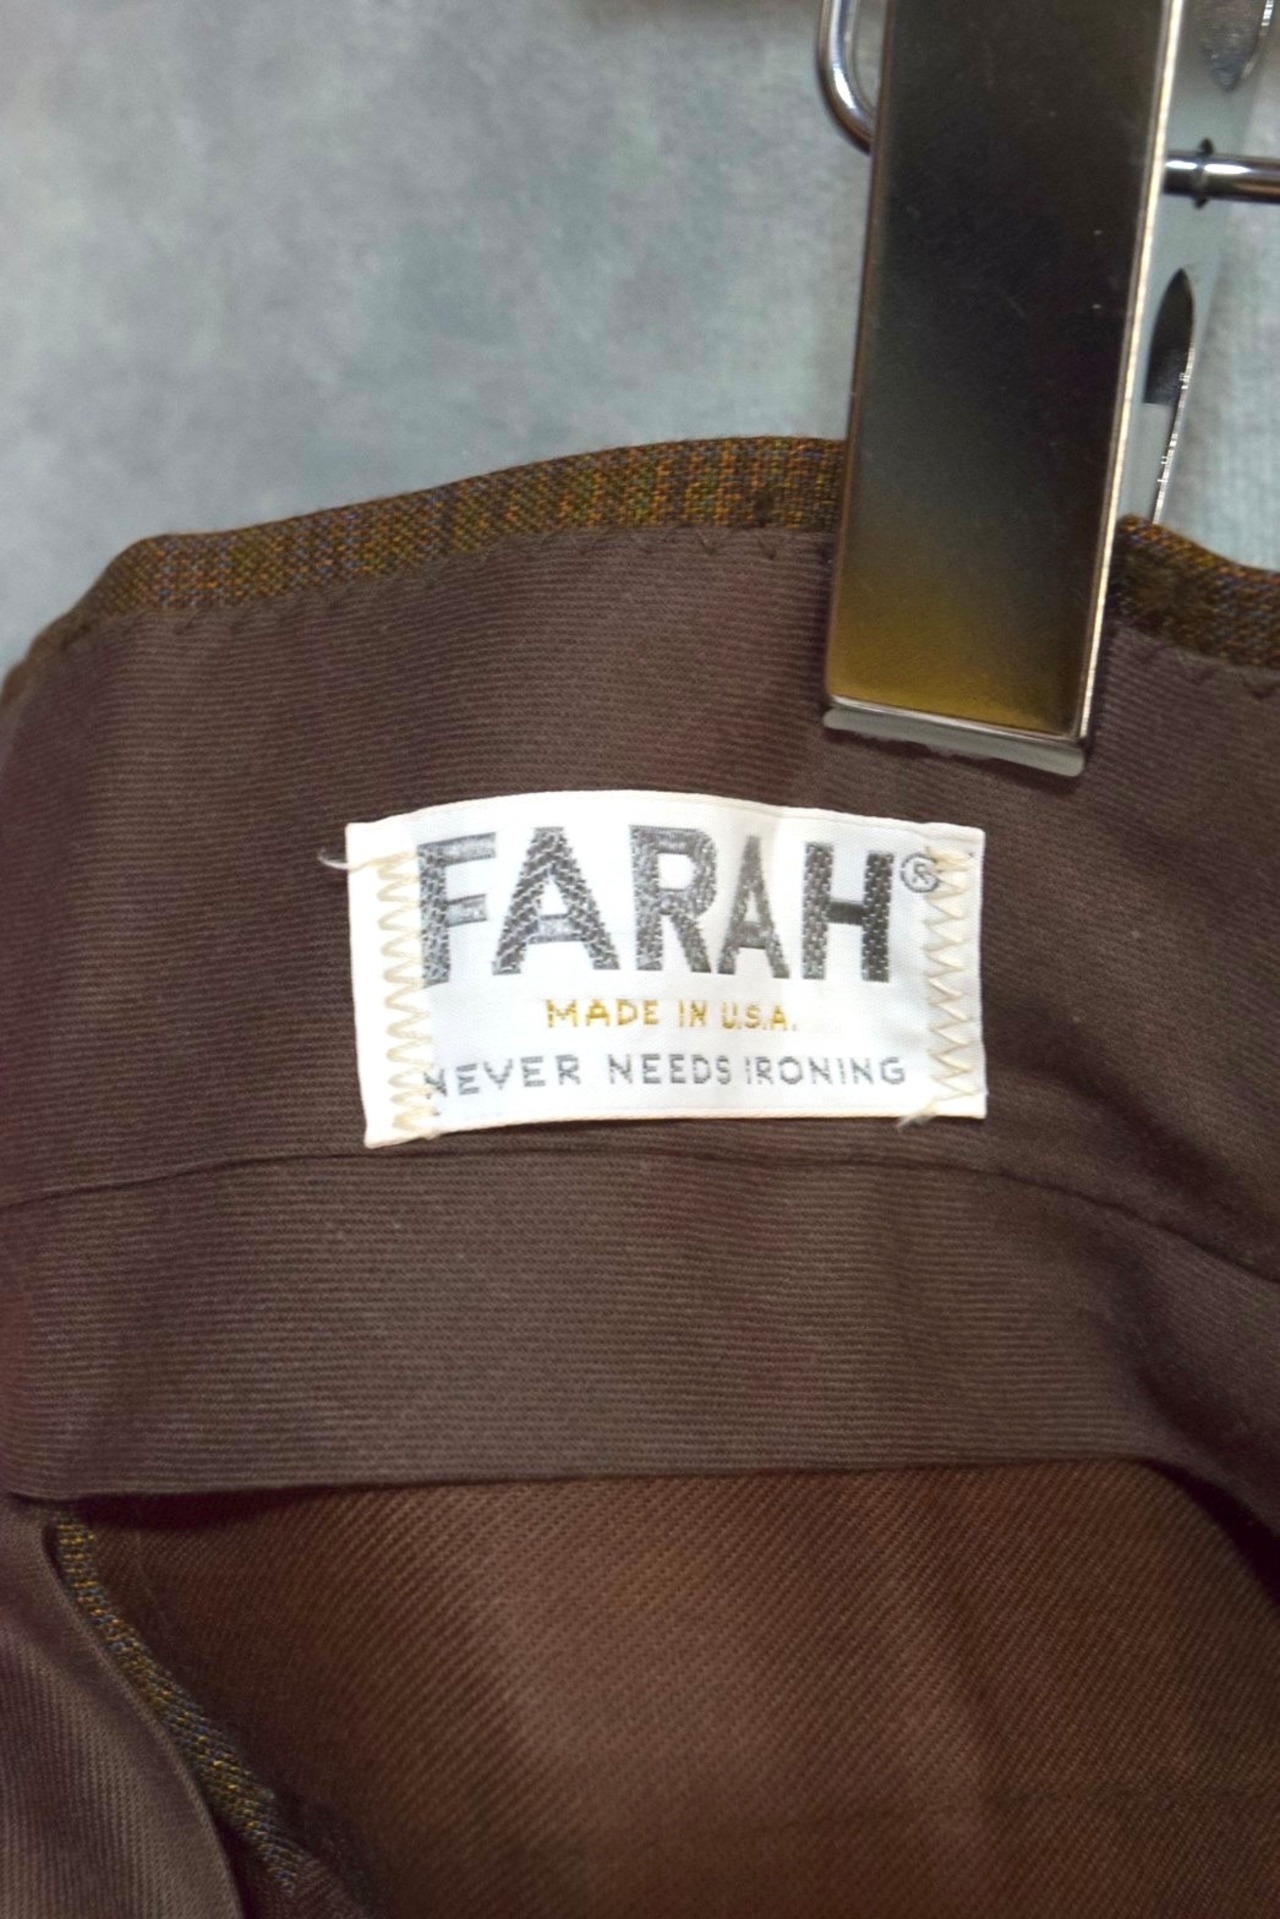 FARAH®
MADE IN U.S.A.
NEVER NEEDS IRONING